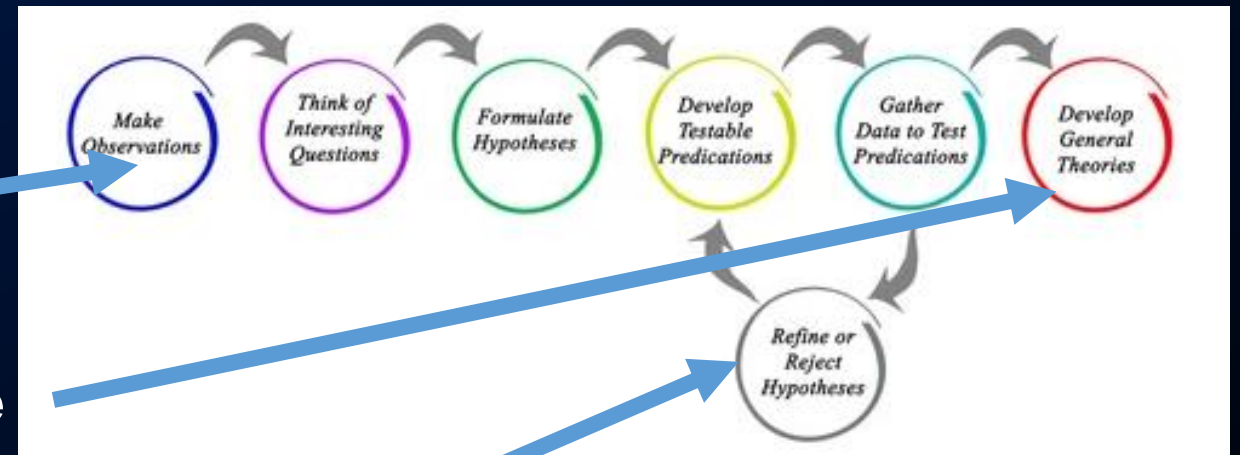 Make
Observations
Think of
Interesting
Questions
Formulate
Hypotheses
Develop
Testable
Predications
Gather
Data to Test
Predications
Develop
General
Theories
Refine or
Reject
Hypotheses